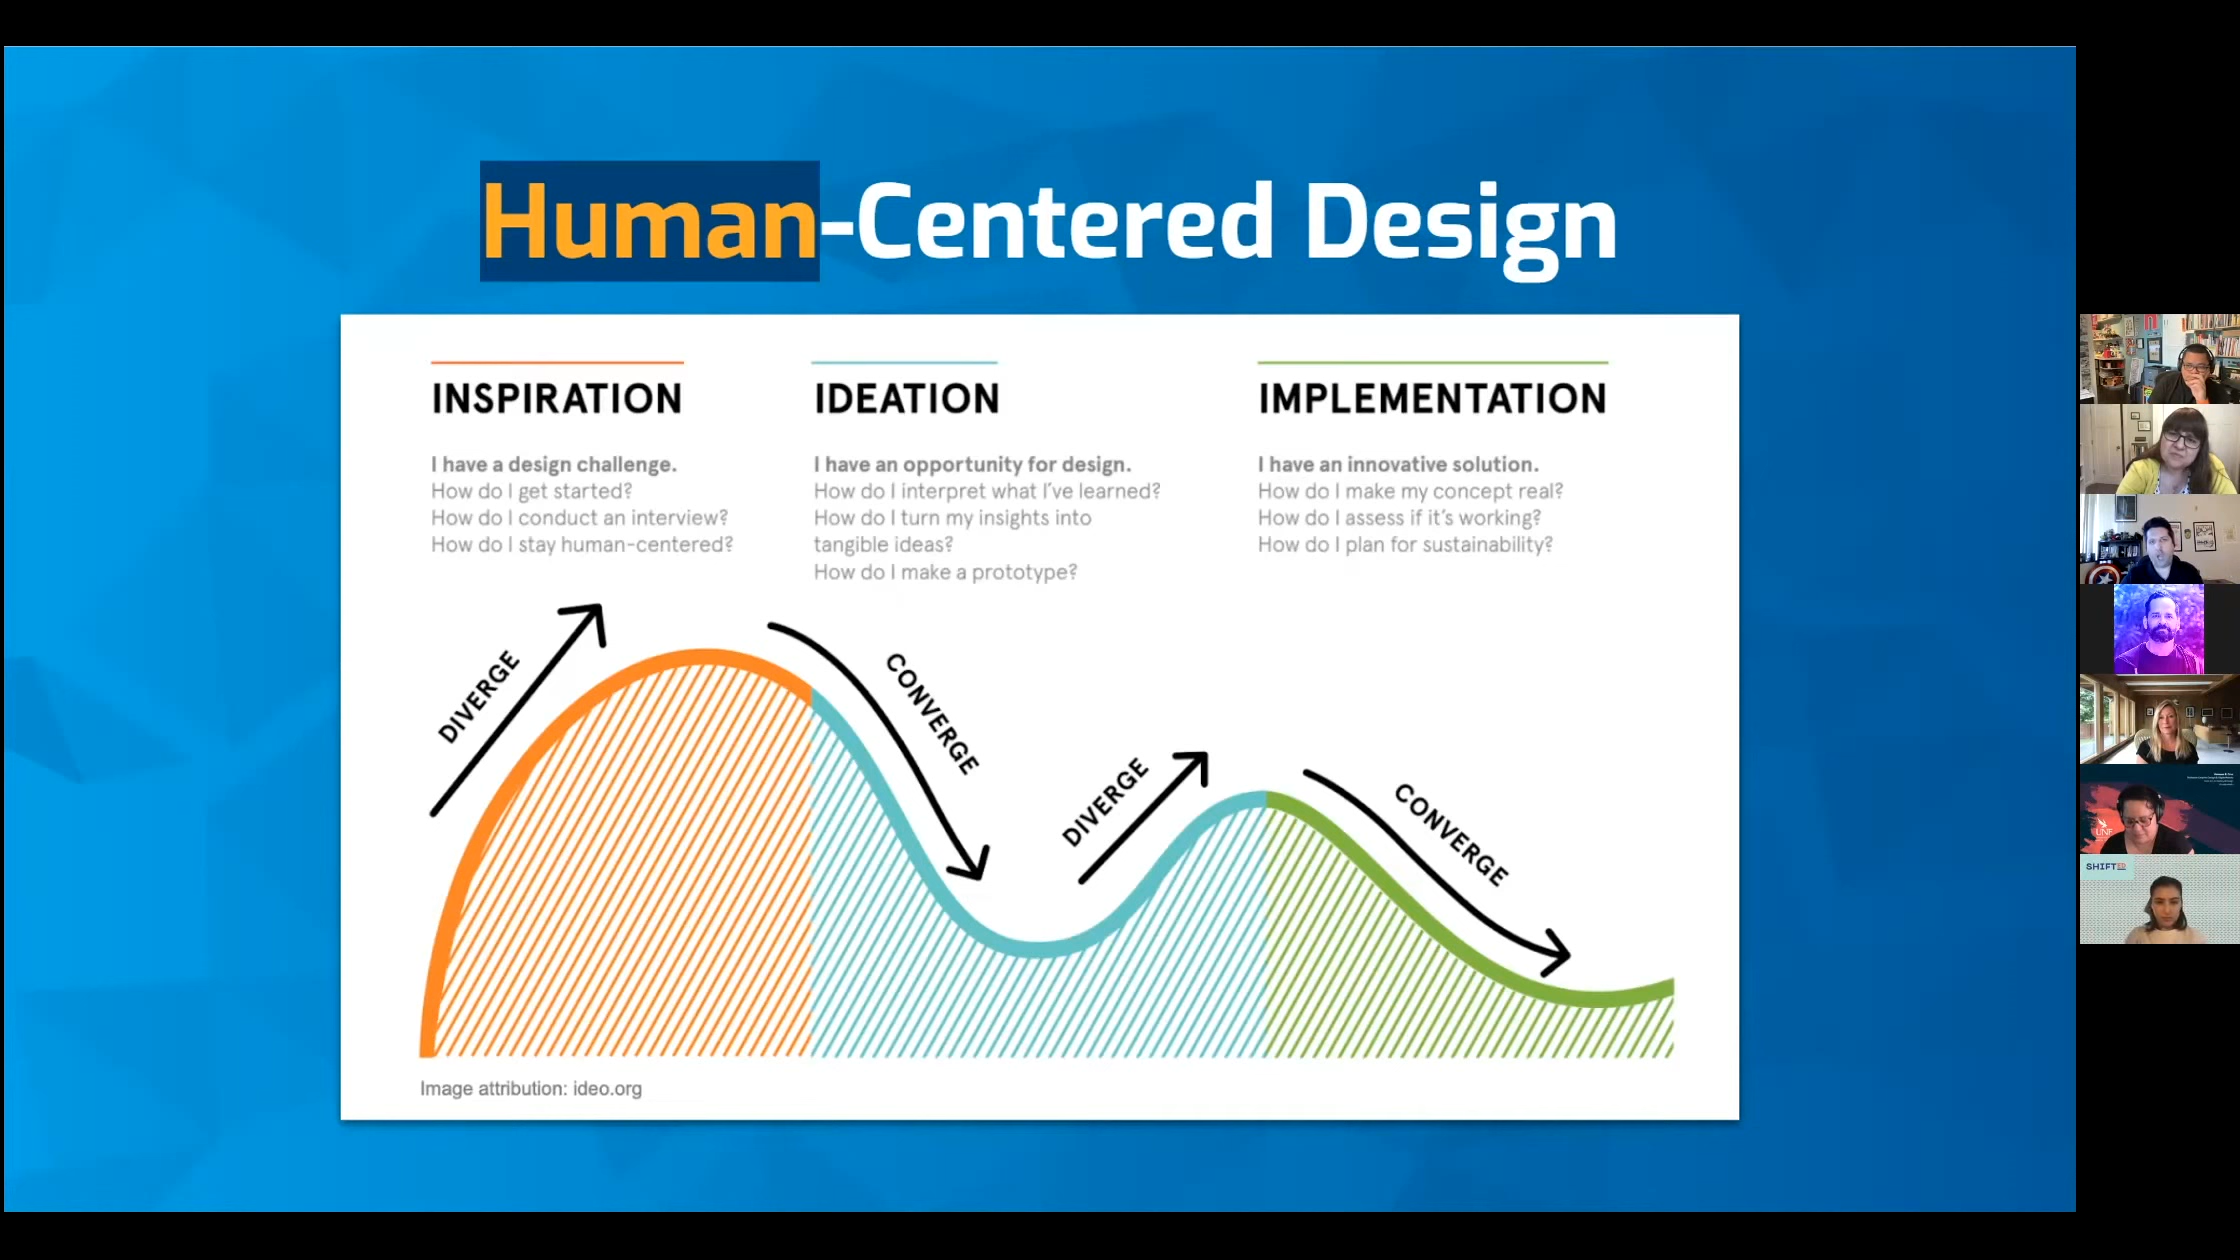 Human-Centered Design
INSPIRATION
I have a design challenge.
How do I get started?
How do I conduct an interview?
How do I stay human-centered?
IDEATION
I have an opportunity for design.
How do I interpret what I've learned?
How do I turn my insights into
tangible ideas?
How do I make a prototype?
IMPLEMENTATION
I have an innovative solution.
How do I make my concept real?
How do I assess if it's working?
How do I plan for sustainability?
DIVERGE
CONVERGE
DIVERGE
CONVERGE
Image attribution: ideo.org
UNF
SHIFTED